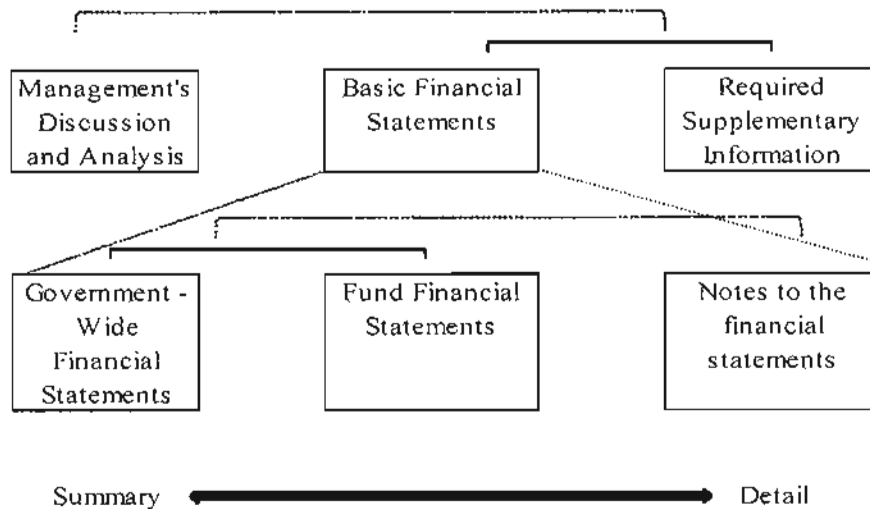 Management's
Discussion
and Analysis
Basic Financial
Statements
Required
Supplementary
Information
Government -
Wide
Financial
Statements
Fund Financial
Statements
Notes to the
financial
statements
Summary
Detail